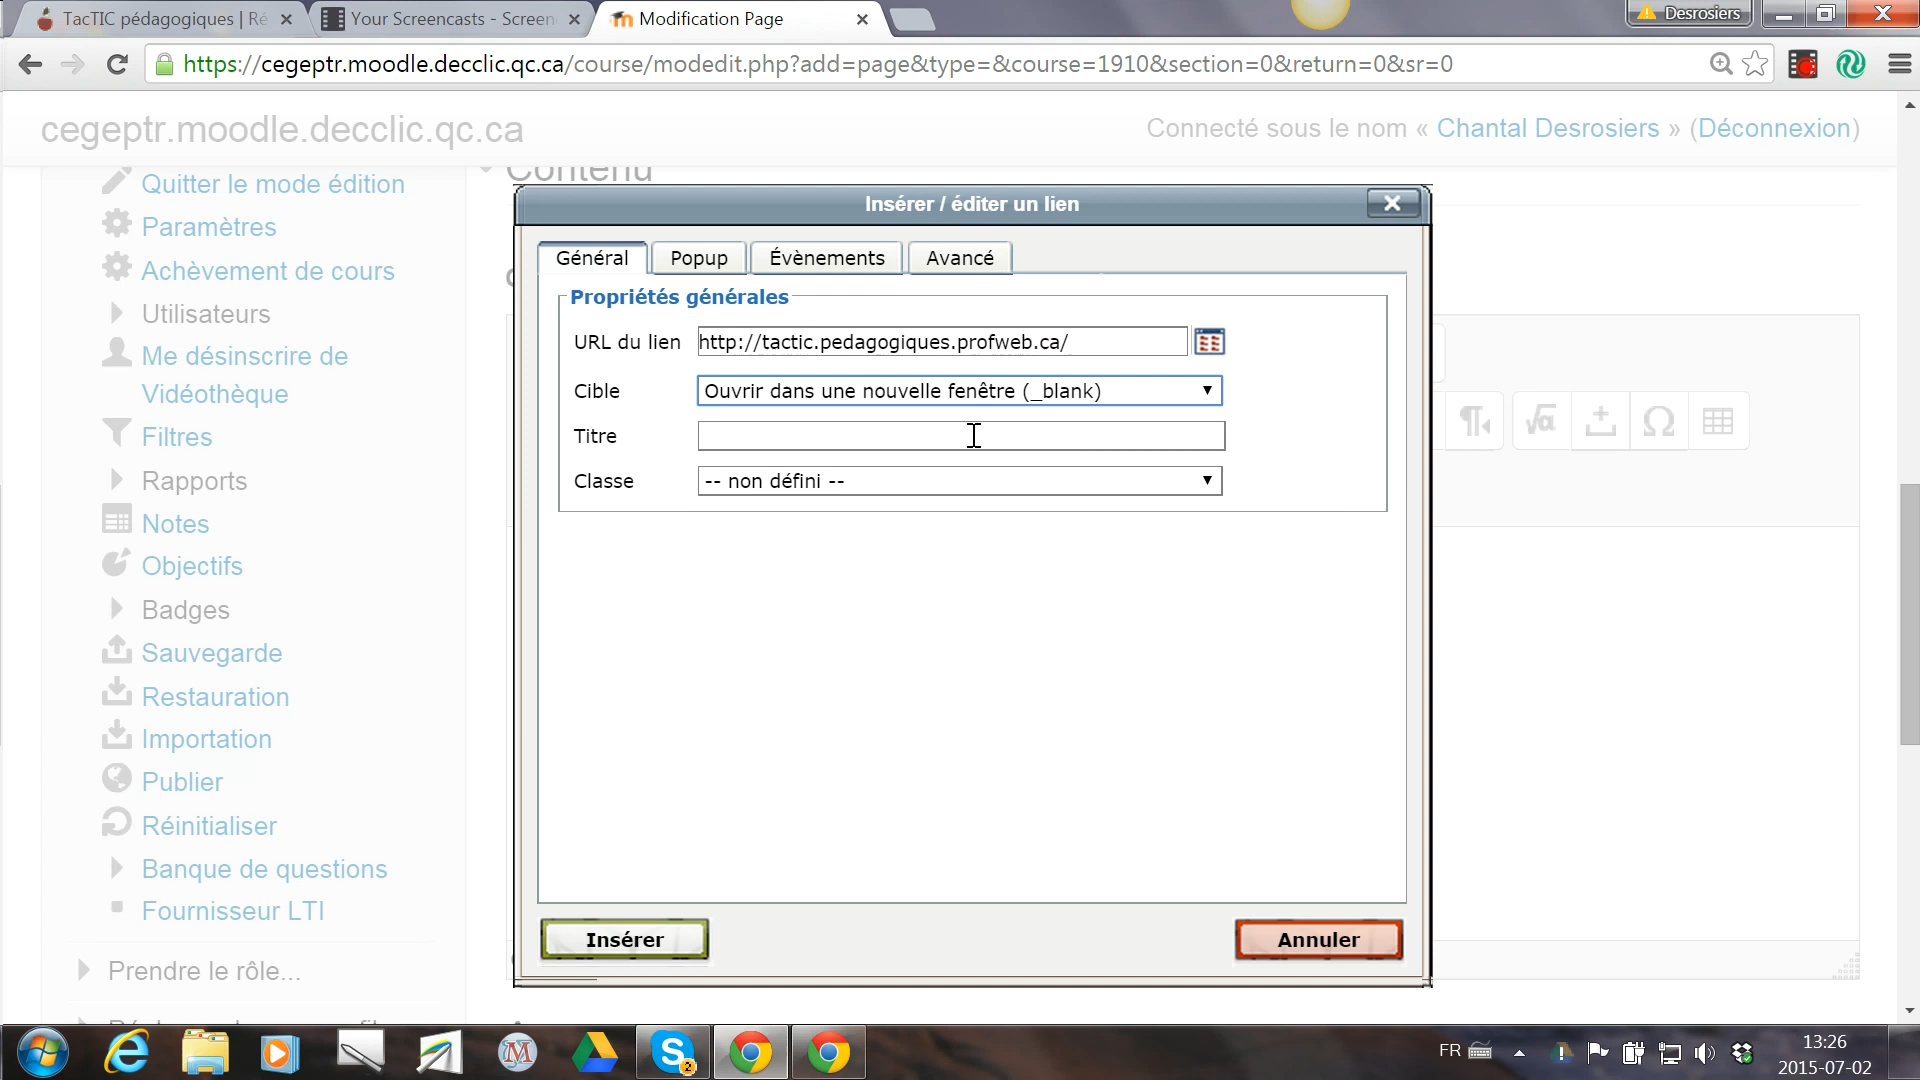 TacTIC pédagogiques | Ré
Your Screencasts - Screen
Modification Page
Desrosiers
https://cegeptr.moodle.decclic.qc.ca/course/modedit.php?add=page&type=&course=1910&section=0&return=0&sr=0
cegeptr.moodle.decclic.qc.ca
Connecté sous le nom « Chantal Desrosiers » (Déconnexion)
Quitter le mode édition
Paramètres
Achèvement de cours
Utilisateurs
Me désinscrire de
Vidéothèque
Filtres
Rapports
Notes
Objectifs
Badges
Sauvegarde
Restauration
Importation
Publier
Réinitialiser
Banque de questions
Fournisseur LTI
Prendre le rôle...
Contenu
Insérer / éditer un lien
Général
Popup
Évènements
Avancé
Propriétés générales
URL du lien
http://tactic.pedagogiques.profweb.ca/
Cible
Ouvrir dans une nouvelle fenêtre (_blank)
Titre
Classe
-- non défini --
Insérer
Annuler
FR
13:26
2015-07-02